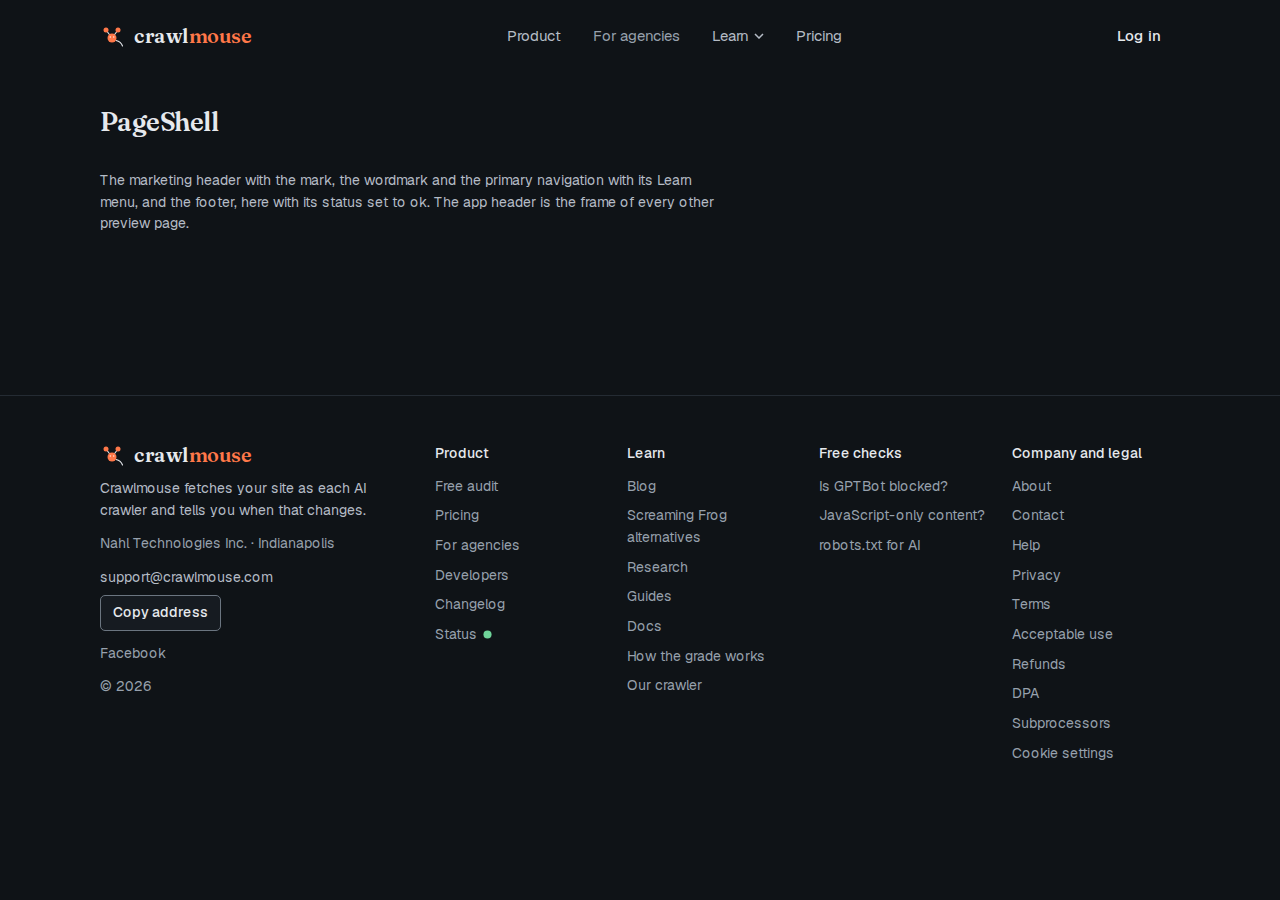 crawlmouse
Product
For agencies
Learn
Pricing
Log in
PageShell
The marketing header with the mark, the wordmark and the primary navigation with its Learn
menu, and the footer, here with its status set to ok. The app header is the frame of every other
preview page.
crawlmouse
Crawlmouse fetches your site as each AI
crawler and tells you when that changes.
Nahl Technologies Inc. · Indianapolis
support@crawlmouse.com
Copy address
Facebook
© 2026
Product
Free audit
Pricing
For agencies
Developers
Changelog
Status
Learn
Blog
Screaming Frog
alternatives
Research
Guides
Docs
How the grade works
Our crawler
Free checks
Is GPTBot blocked?
JavaScript-only content?
robots.txt for AI
Company and legal
About
Contact
Help
Privacy
Terms
Acceptable use
Refunds
DPA
Subprocessors
Cookie settings